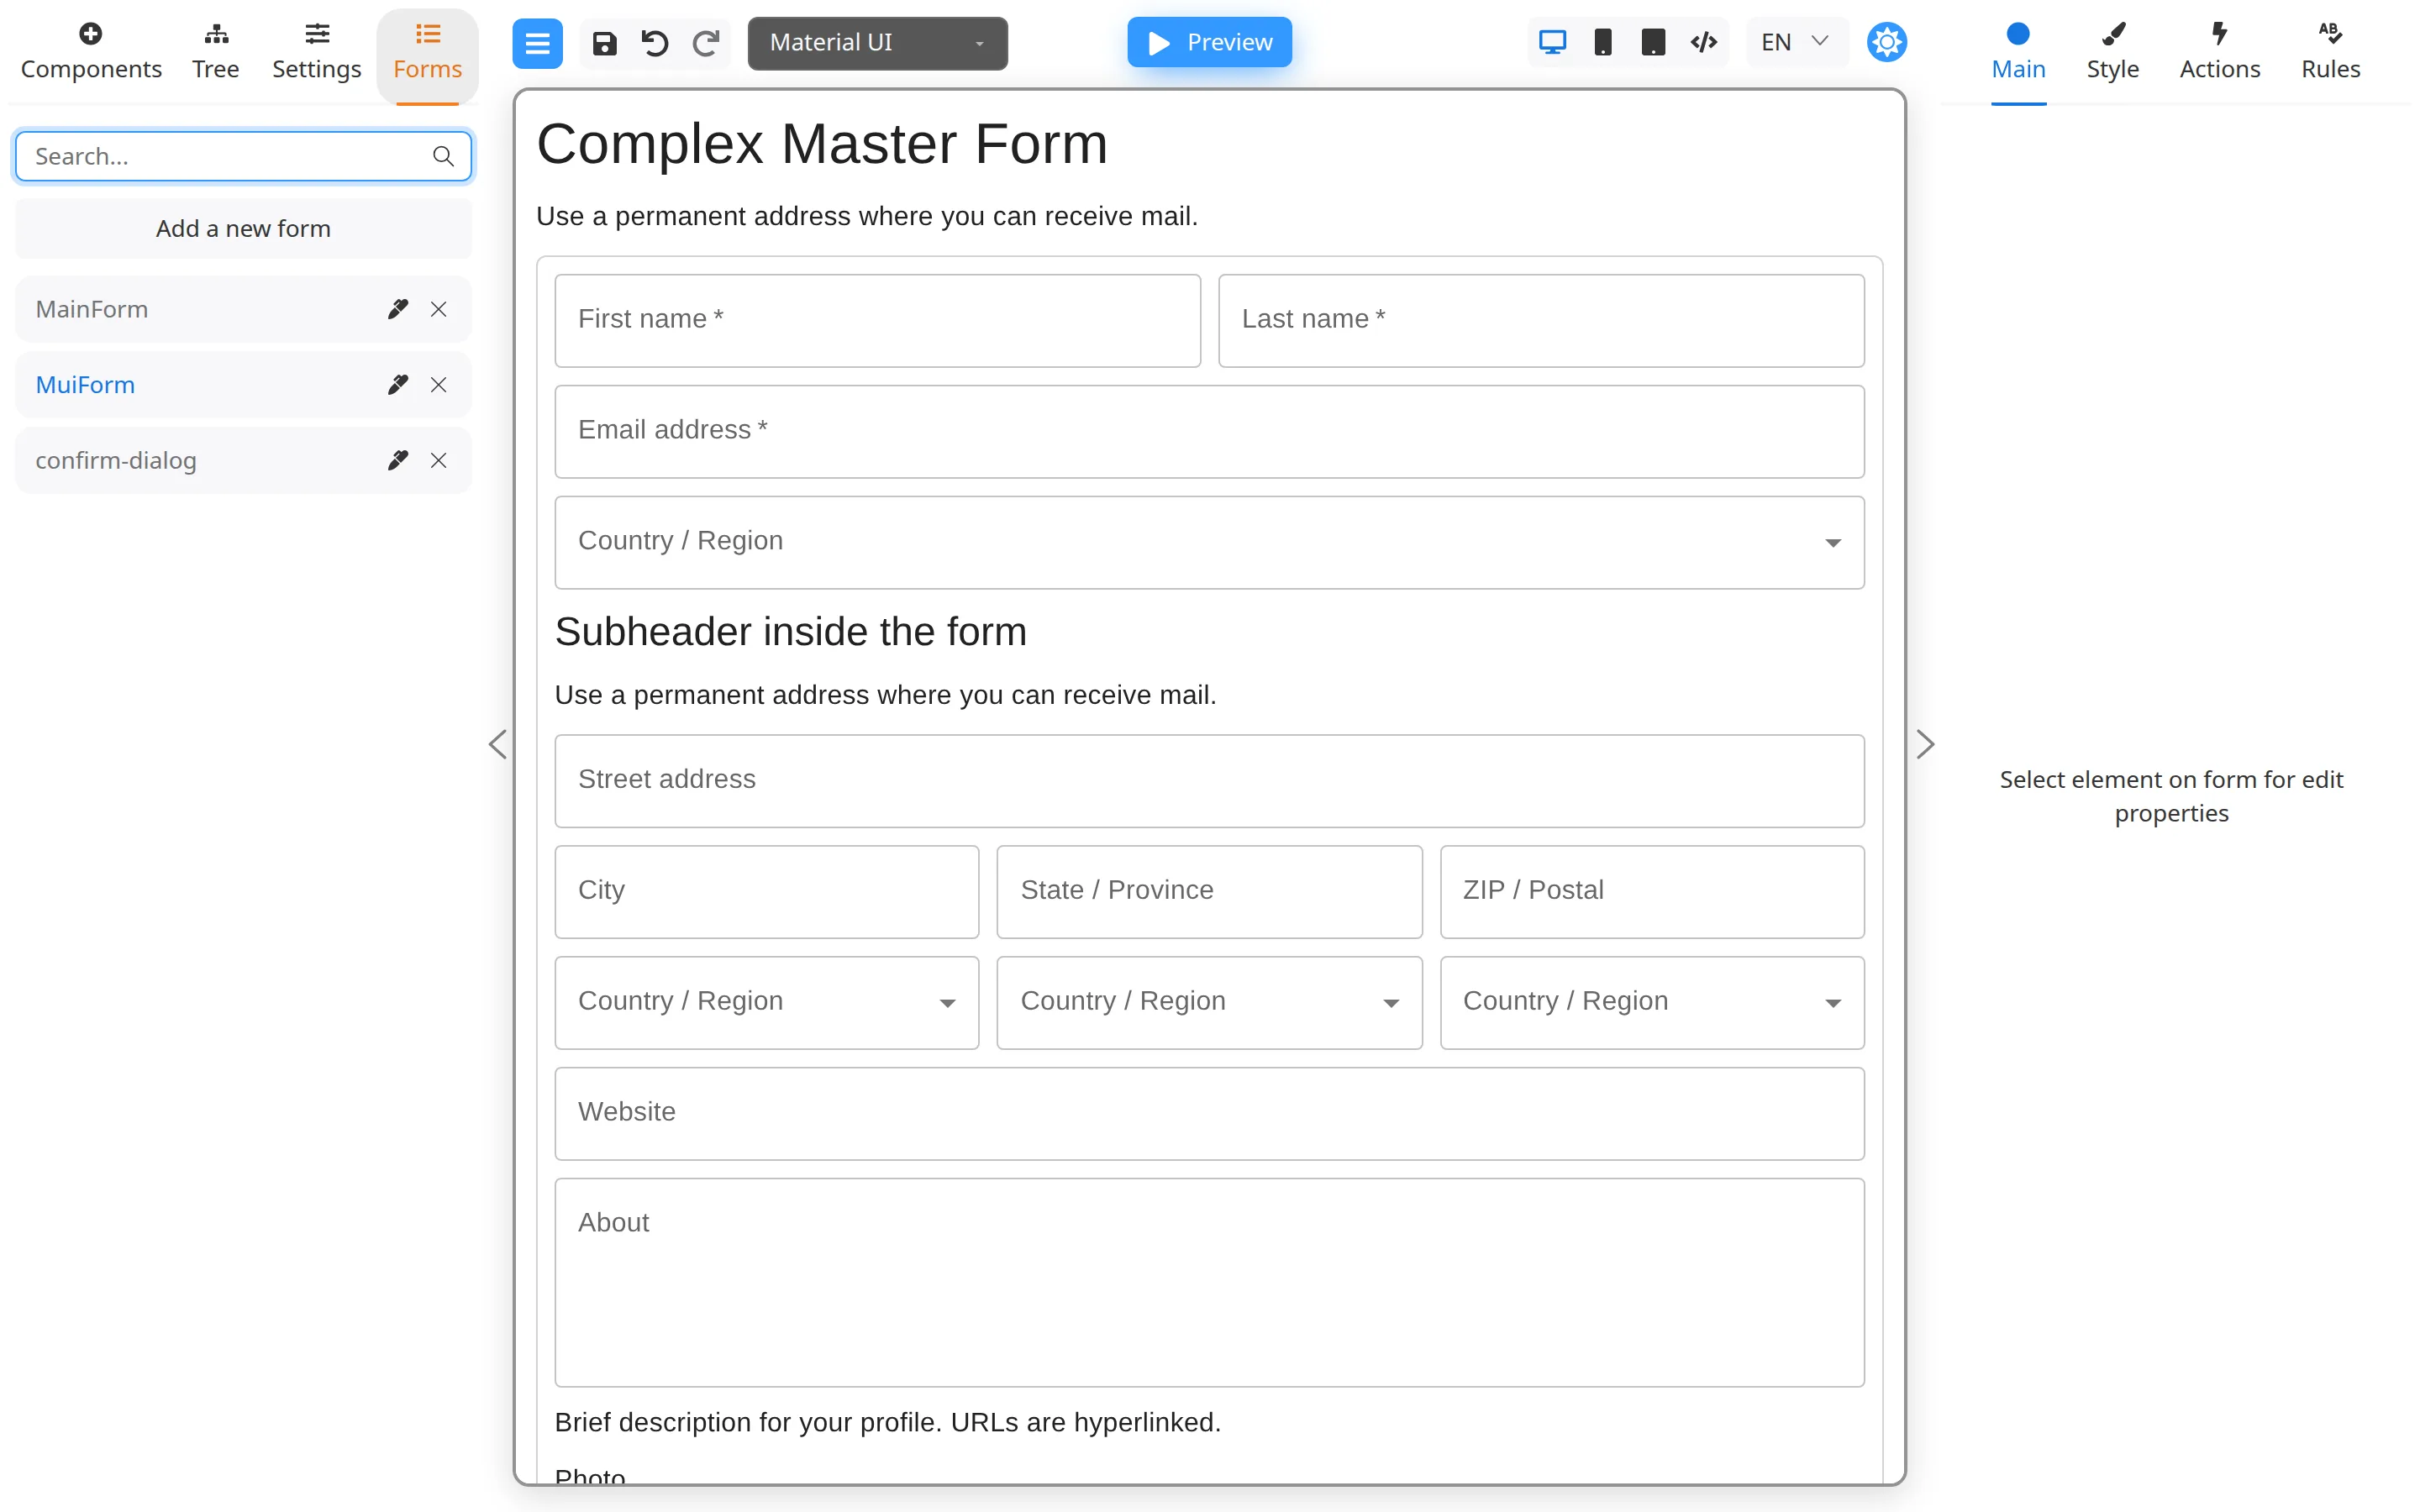 Components
Tree
Settings
Forms
Material UI
Preview
EN
Main
Style
Actions
AB
Rules
Search...
Add a new form
MainForm
MuiForm
confirm-dialog
Complex Master Form
Use a permanent address where you can receive mail.
First name *
Last name *
Email address *
Country / Region
Subheader inside the form
Use a permanent address where you can receive mail.
Street address
City
State / Province
ZIP / Postal
Country / Region
Country / Region
Country / Region
Website
About
Brief description for your profile. URLs are hyperlinked.
Photo
Select element on form for edit
properties